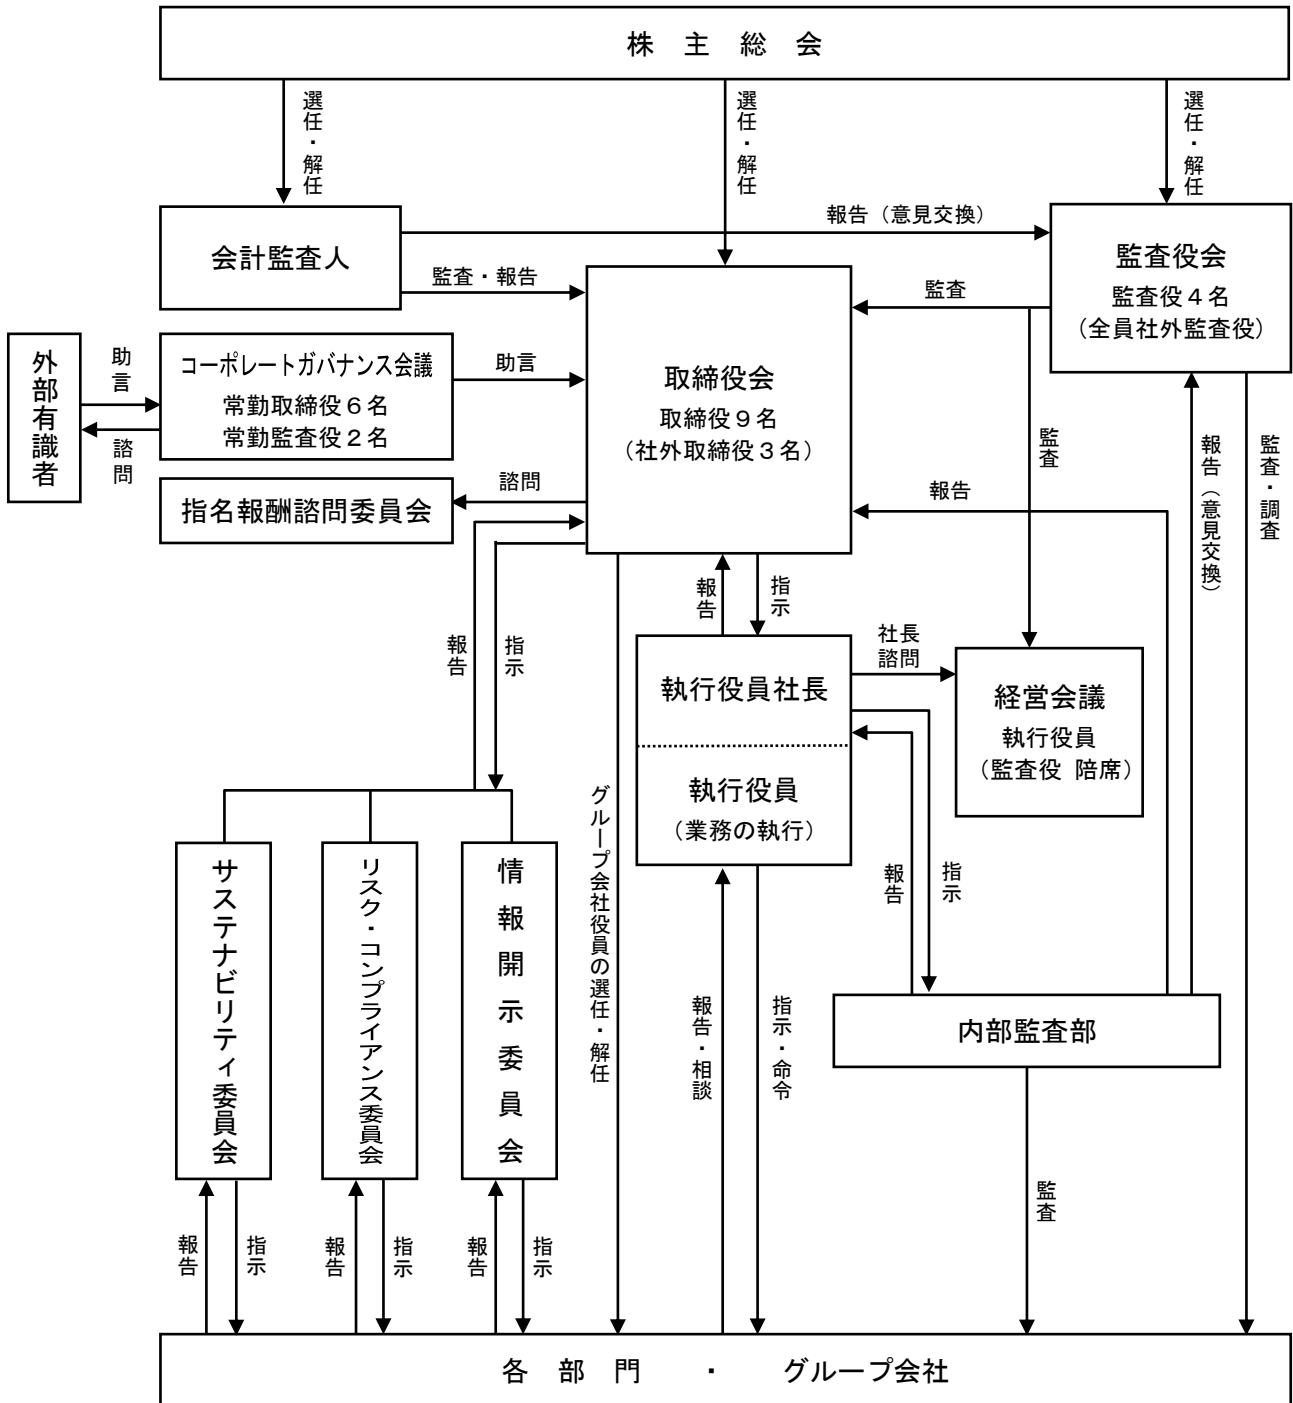 株 主 総 会
選任・解任
選任・解任
選任・解任
報告（意見交換）
会計監査人
監査・報告
監査役会
監査役４名
（全員社外監査役）
監査
外部有識者
助言
諮問
コーポレートガバナンス会議
常勤取締役６名
常勤監査役２名
助言
取締役会
取締役９名
（社外取締役３名）
諮問
指名報酬諮問委員会
報告
監査
報告（意見交換）
監査・調査
報告
指示
報告
指示
社長
諮問
執行役員社長
執行役員
（業務の執行）
経営会議
執行役員
（監査役 陪席）
報告
指示
サステナビリティ委員会
リスク・コンプライアンス委員会
情報開示委員会
グループ会社役員の選任・解任
報告・相談
指示・命令
内部監査部
監査
報告
指示
報告
指示
報告
指示
各 部 門 ・ グループ会社